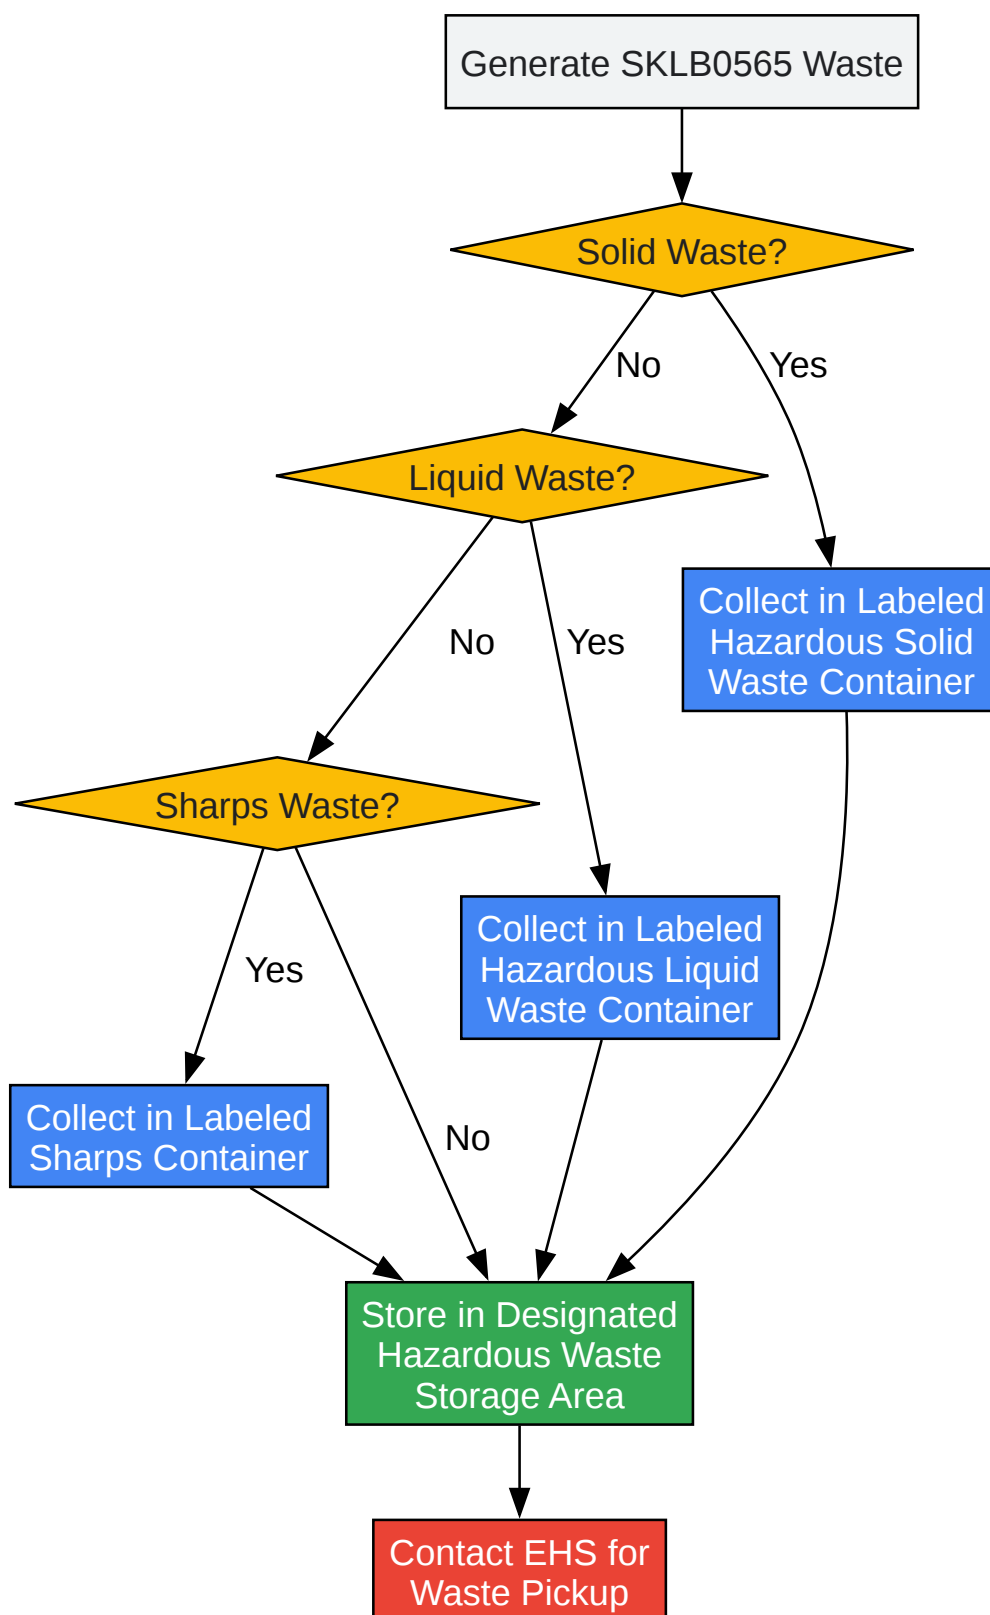 Generate SKLB0565 Waste
Solid Waste?
No
Yes
Liquid Waste?
Collect in Labeled
Hazardous Solid
Waste Container
No
Yes
Sharps Waste?
Collect in Labeled
Hazardous Liquid
Waste Container
Yes
Collect in Labeled
Sharps Container
No
Store in Designated
Hazardous Waste
Storage Area
Contact EHS for
Waste Pickup